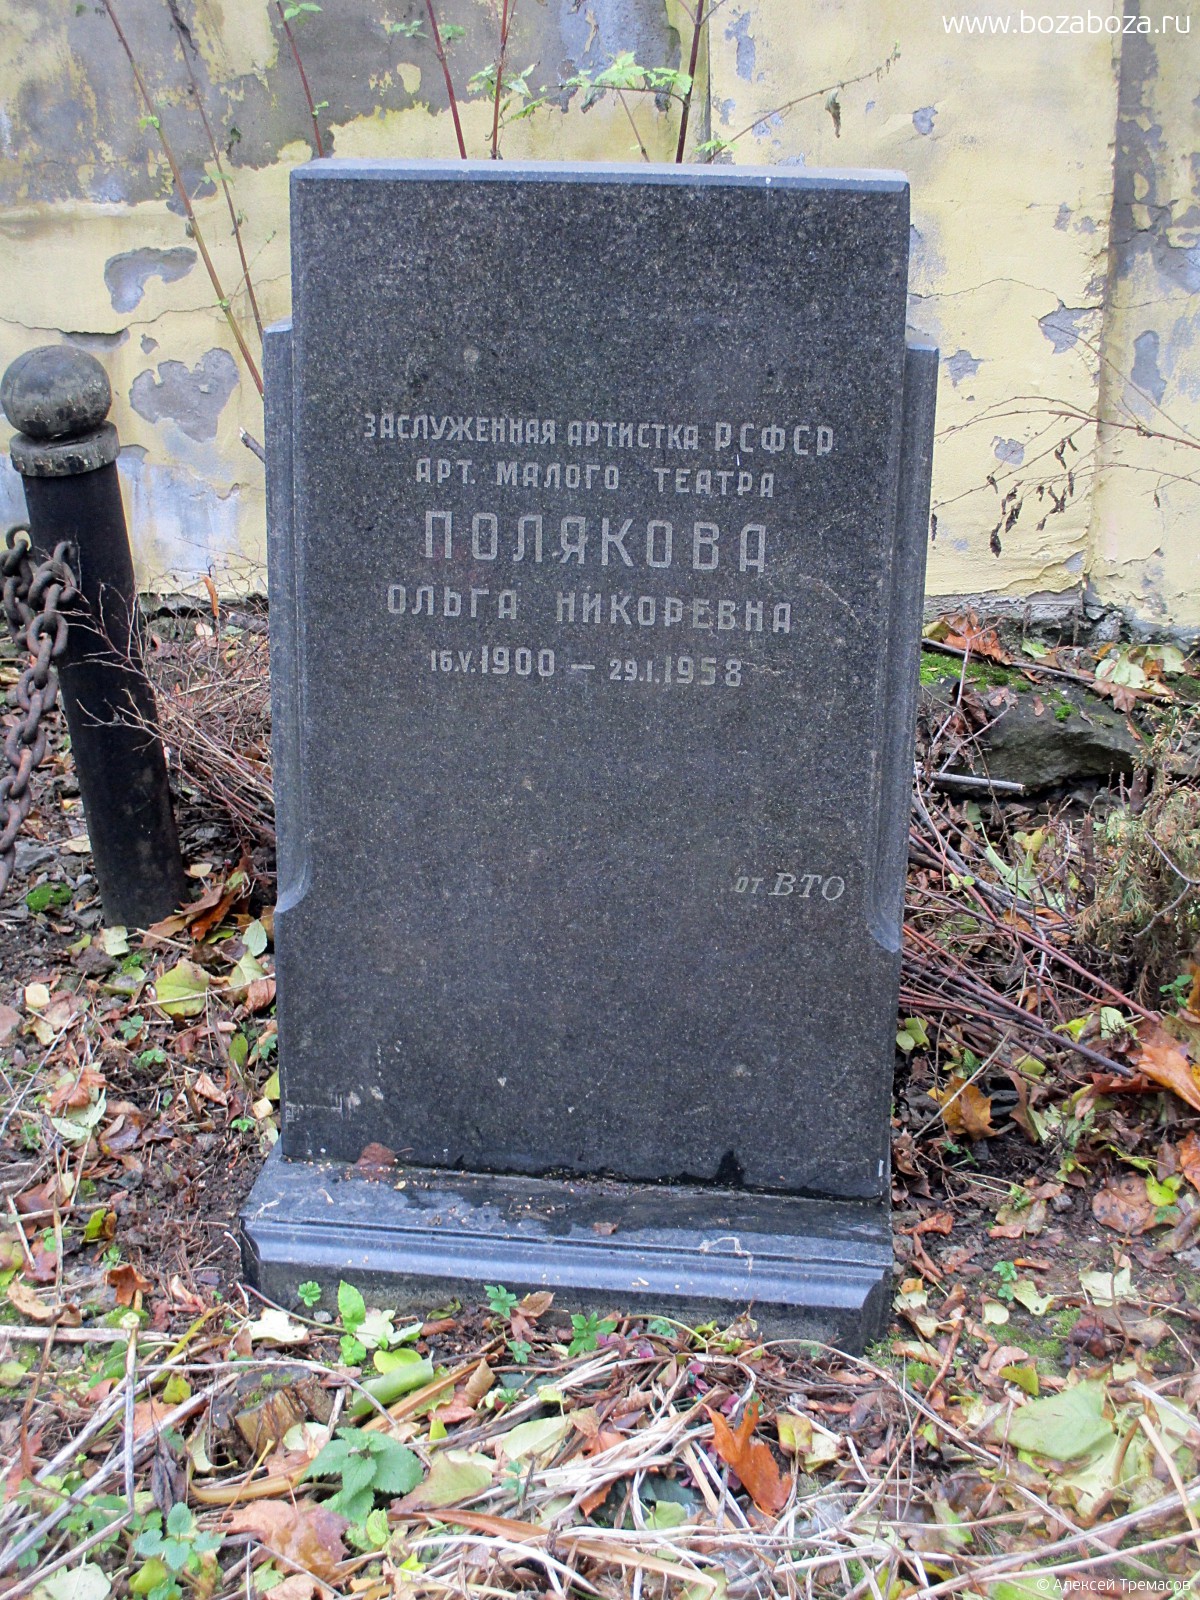 www.bozaboza.ru
ЗАСЛУЖЕННАЯ АРТИСТКА РСФСР
АРТ. МАЛОГО ТЕАТРА
ПОЛЯКОВА
ОЛЬГА НИКОРЕВНА
16.V.1900 — 29.I.1958
ОТ ВТО
© Алексей Тремасов